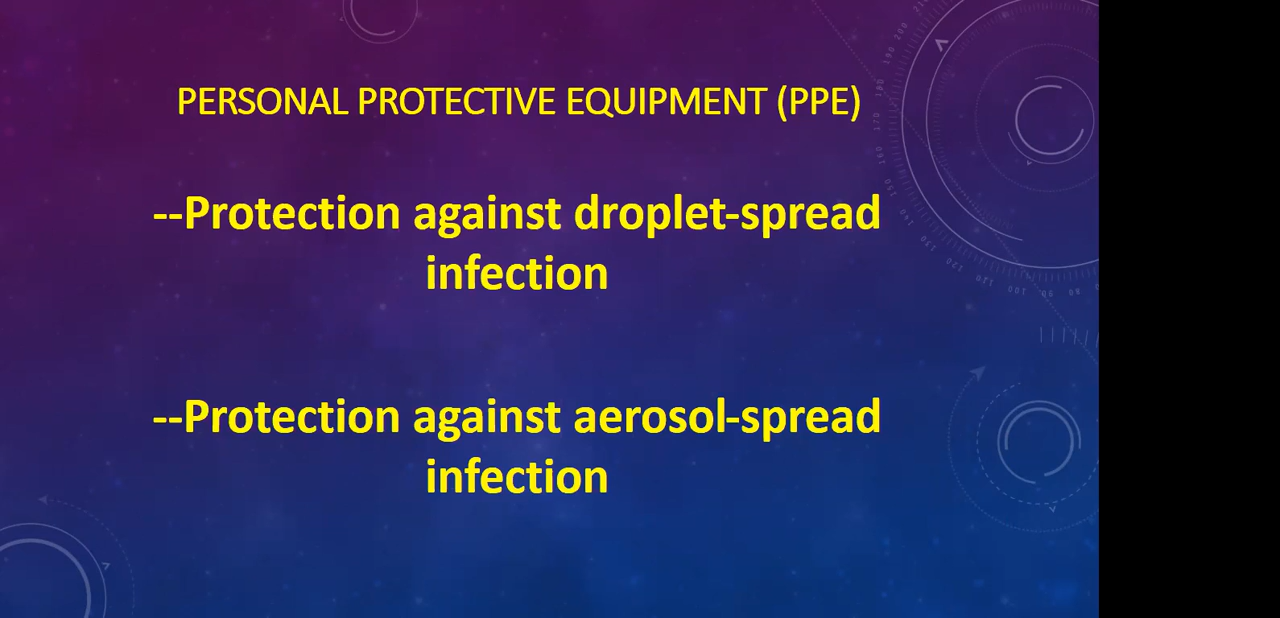 PERSONAL PROTECTIVE EQUIPMENT (PPE)
--Protection against droplet-spread
infection
--Protection against aerosol-spread
infection